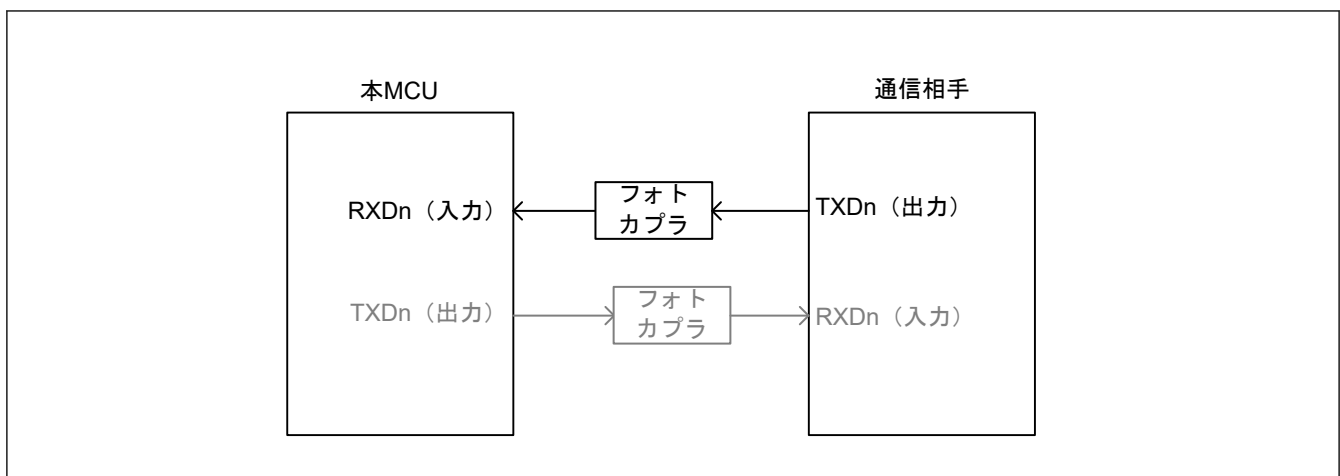 本MCU
通信相手
RXDn（入力）
フォト
カプラ
TXDn（出力）
TXDn（出力）
フォト
カプラ
RXDn（入力）